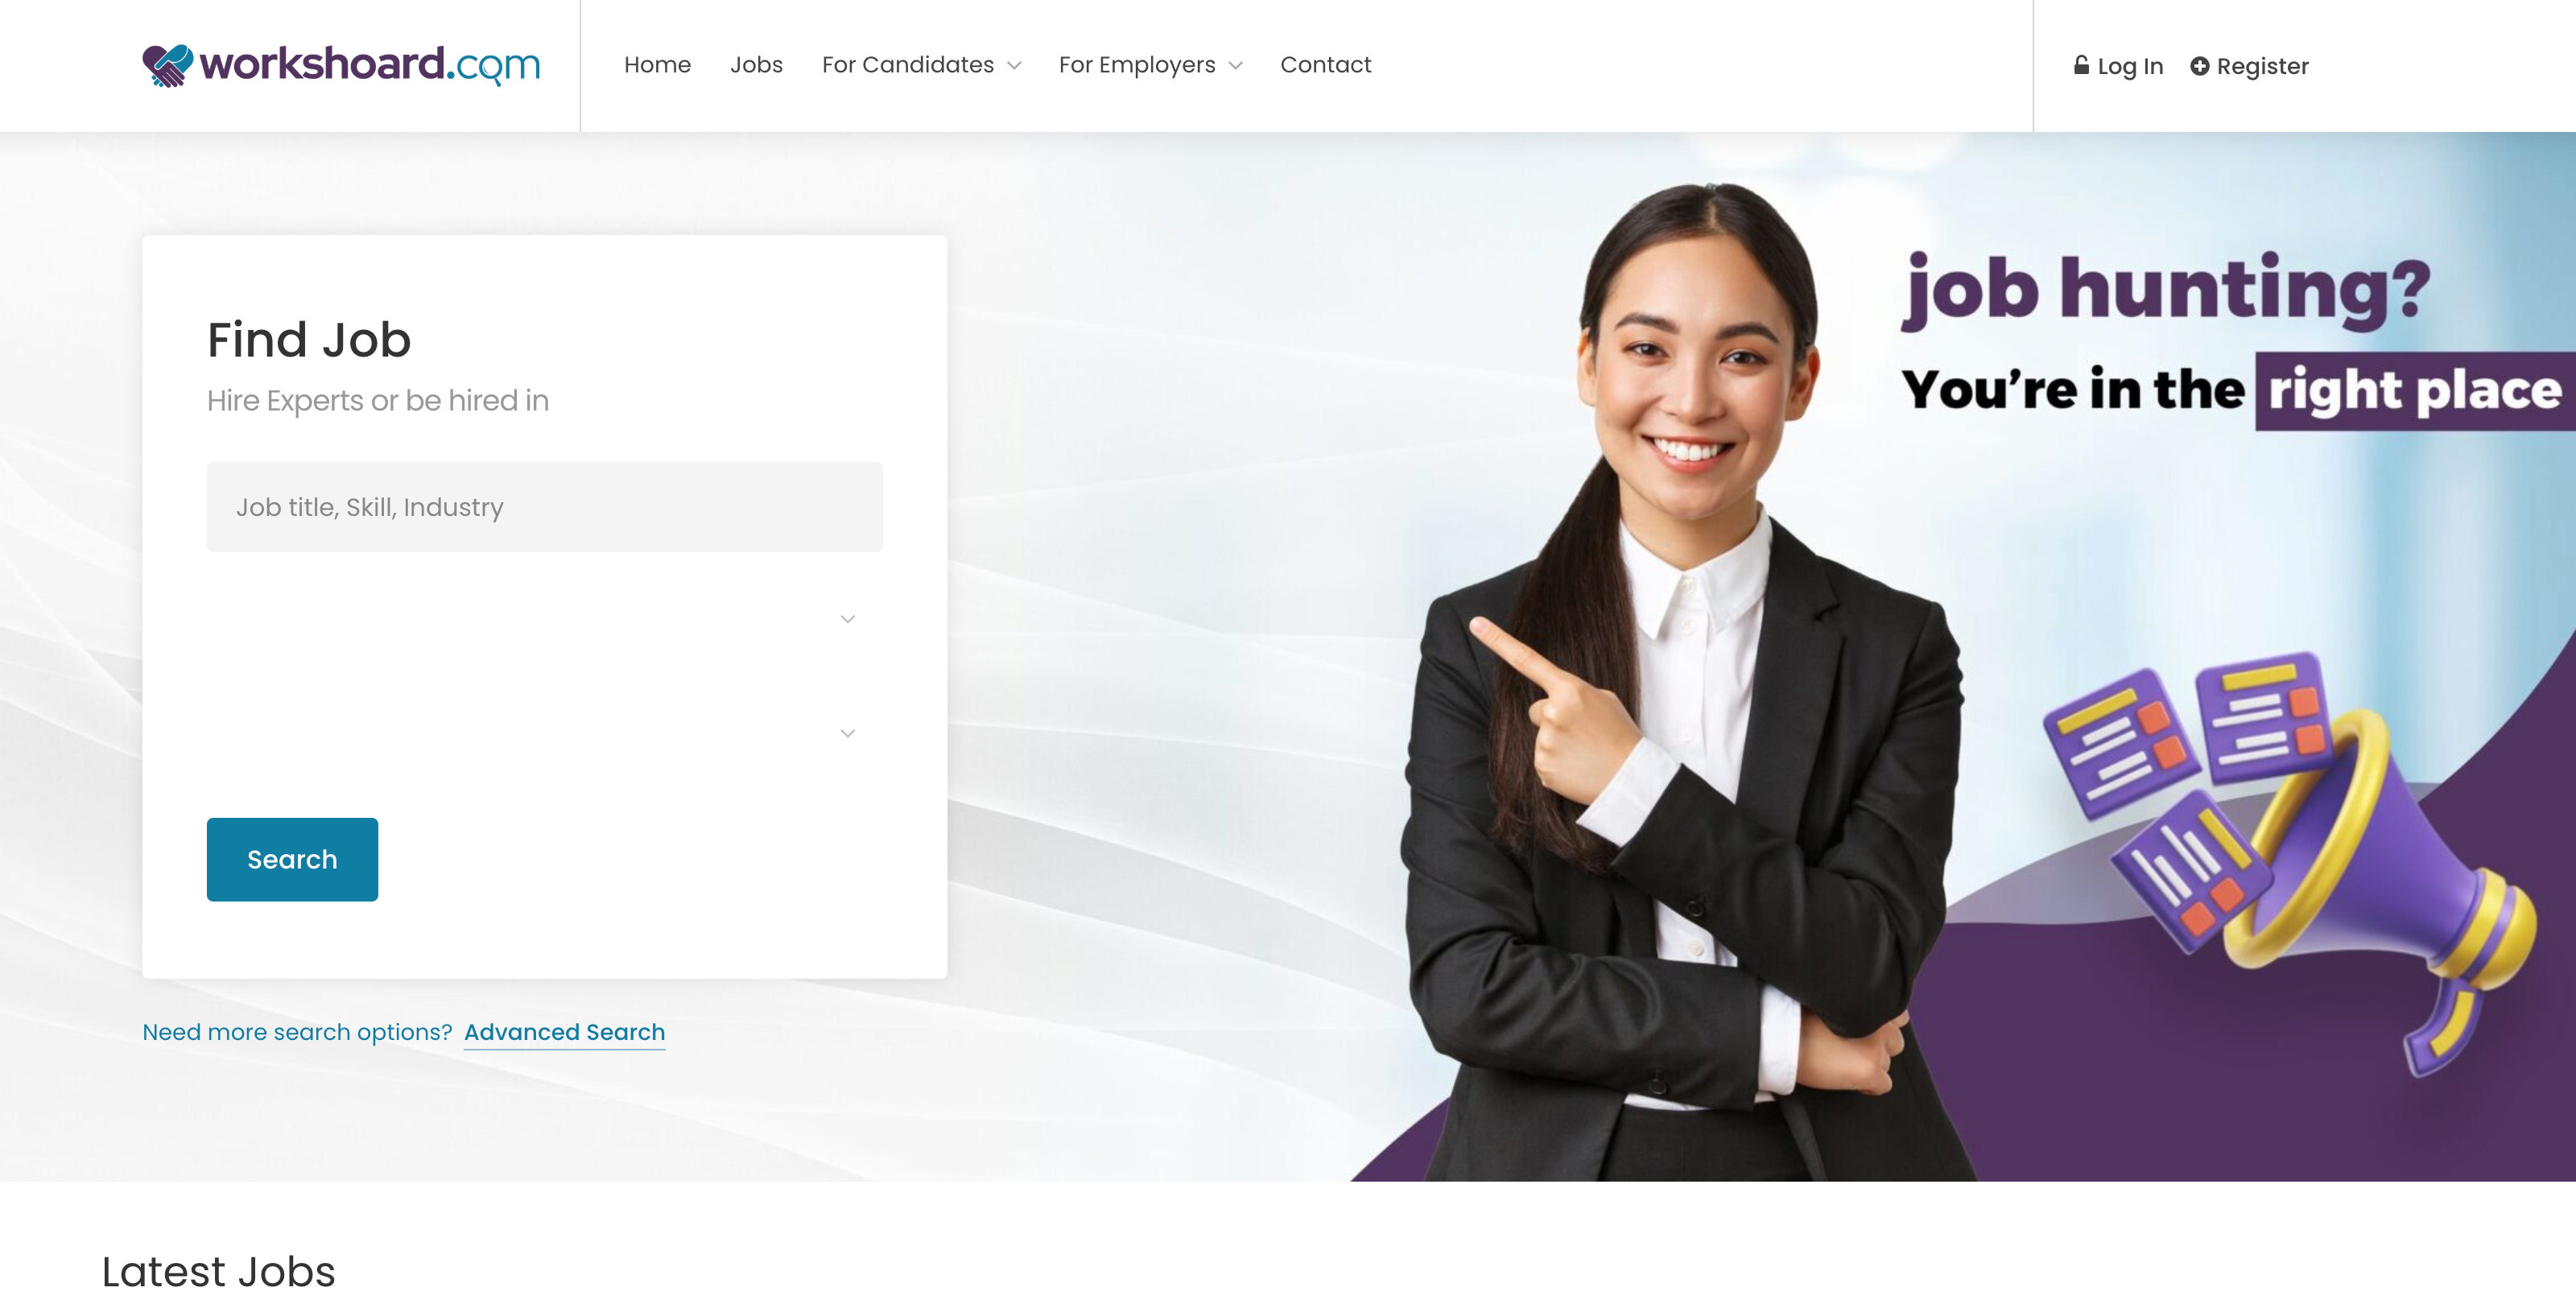 workshoard.com
Home Jobs For Candidates For Employers Contact
Log In Register
job hunting?
You're in the right place
Find Job
Hire Experts or be hired in
Job title, Skill, Industry
Search
Need more search options? Advanced Search
Latest Jobs